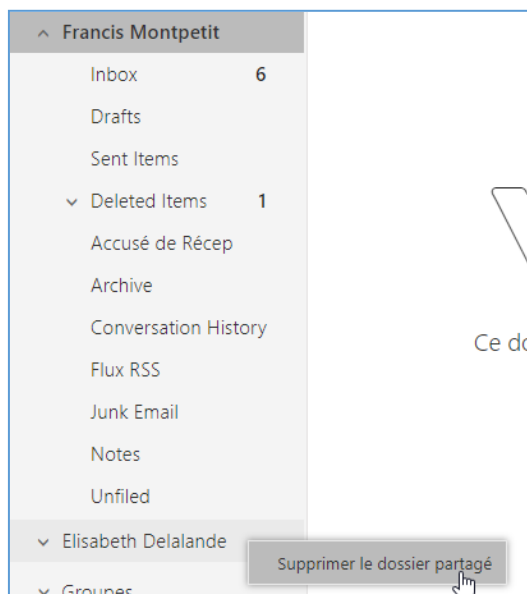 Francis Montpetit
Inbox 6
Drafts
Sent Items
Deleted Items 1
Accusé de Récep
Archive
Conversation History
Ce
Flux RSS
Junk Email
Notes
Unfiled
Elisabeth Delalande
Supprimer le dossier partagé
Groupes